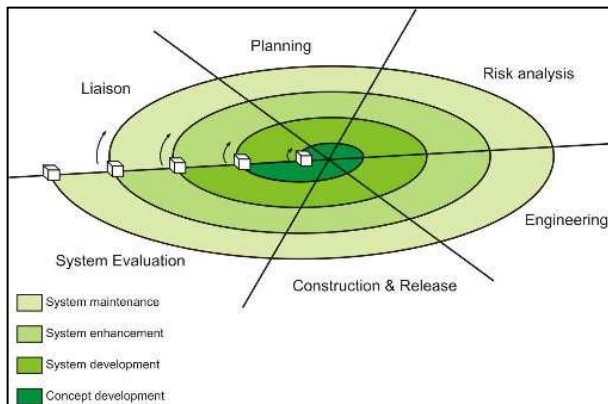 Planning
Risk analysis
Liaison
Engineering
System Evaluation
Construction & Release
System maintenance
System enhancement
System development
Concept development